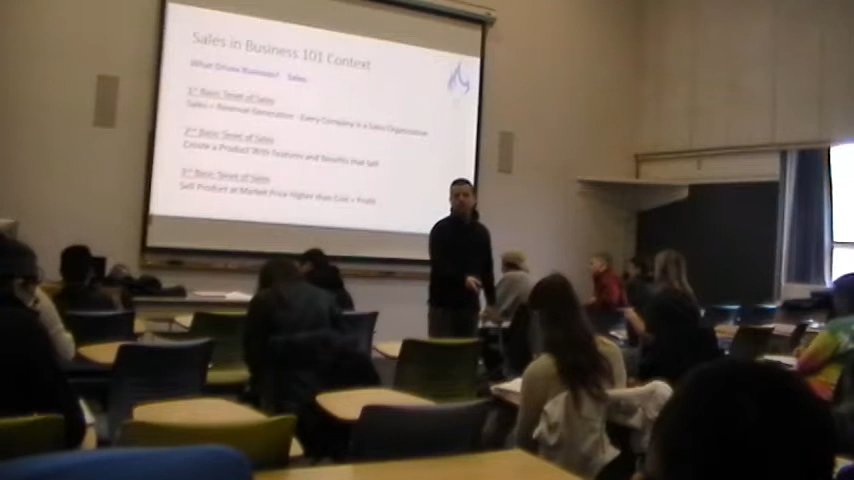 Sales in Business 101 Context
What Drives Business? - Sales
1st Basic Tenet of Sales
Sales = Revenue Generation - Every Company is a Sales Organization
2nd Basic Tenet of Sales
Create a Product With Features and Benefits that Sell
3rd Basic Tenet of Sales
Sell Product at Market Price Higher than Cost = Profit